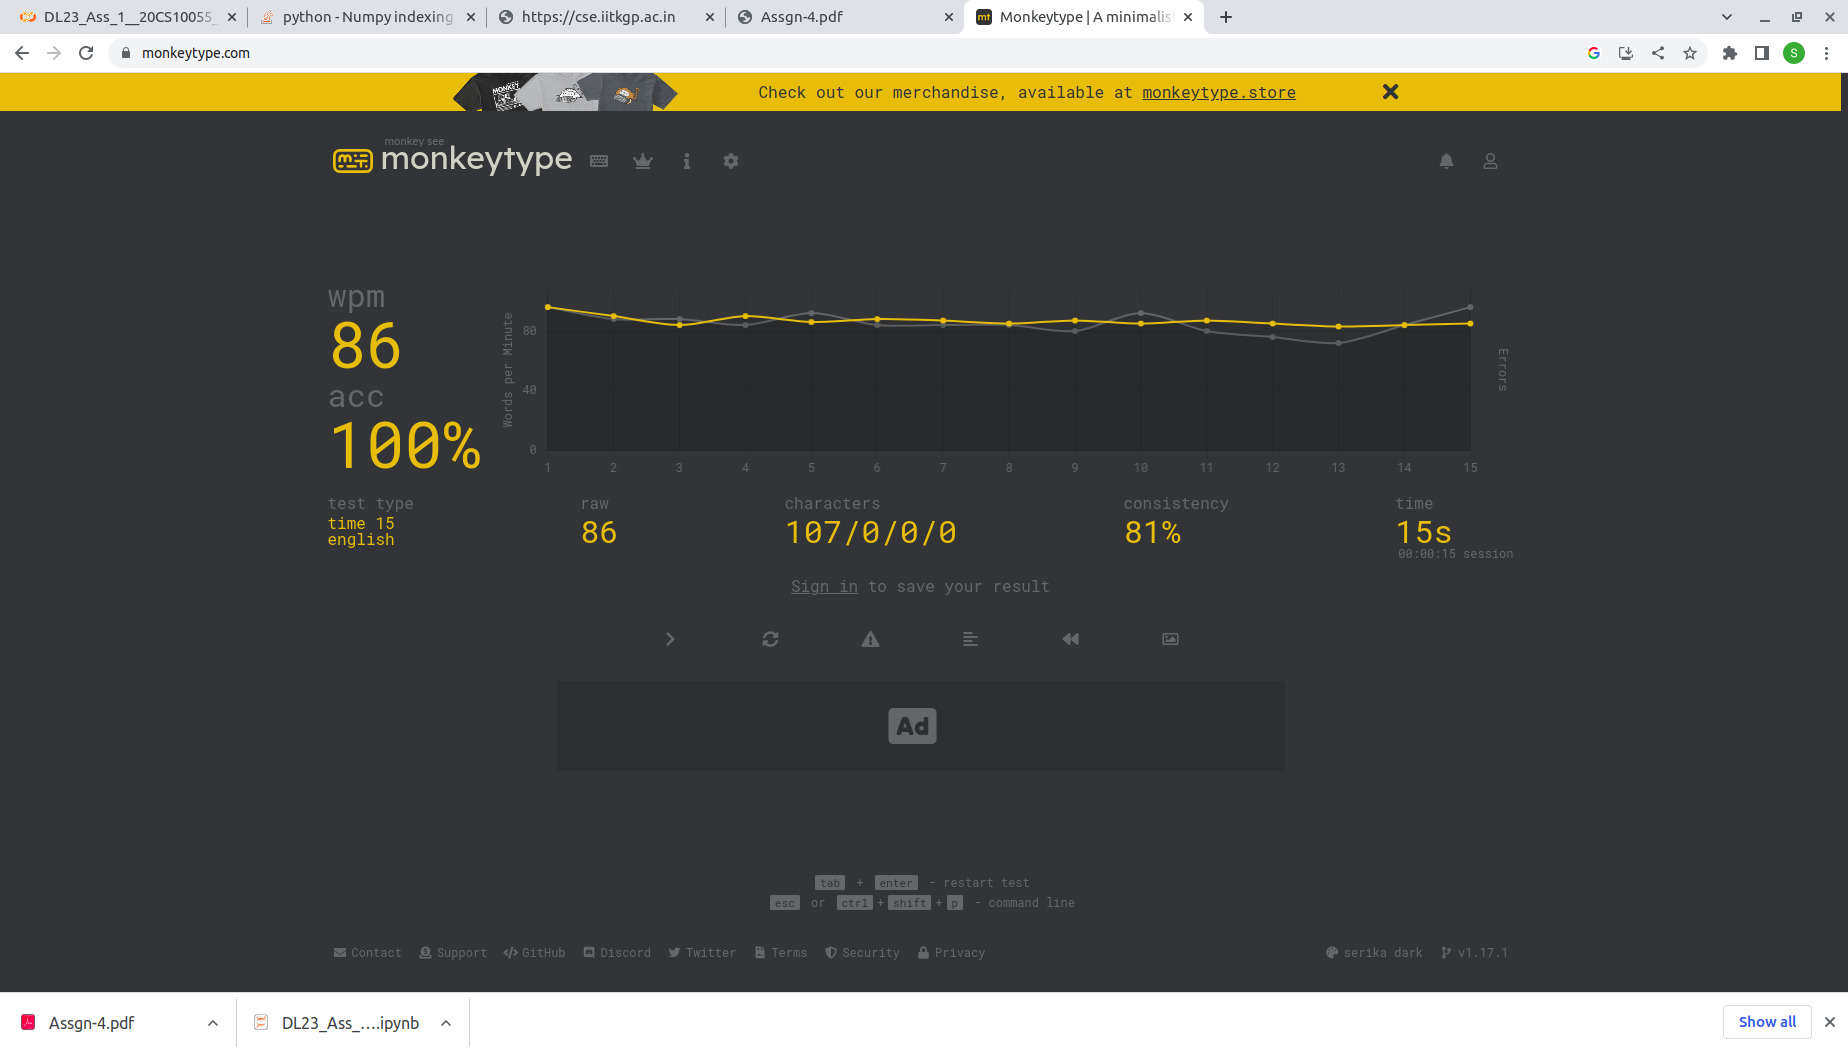 DL23_Ass_1__20CS10055_
python - Numpy indexing
https://cse.iitkgp.ac.in
Assgn-4.pdf
Monkeytype | A minimalis
monkeytype.com
S
MONKEY
Check out our merchandise, available at monkeytype.store
monkey see
monkeytype
wpm
86
acc
100%
Words per Minute
80
40
0
1 2 3 4 5 6 7 8 9 10 11 12 13 14 15
Errors
test type
time 15
english
raw
86
characters
107/0/0/0
consistency
81%
time
15s
00:00:15 session
Sign in to save your result
Ad
tab + enter - restart test
esc or ctrl + shift + p - command line
Contact Support GitHub Discord Twitter Terms Security Privacy
serika dark v1.17.1
Assgn-4.pdf
DL23_Ass_....ipynb
Show all